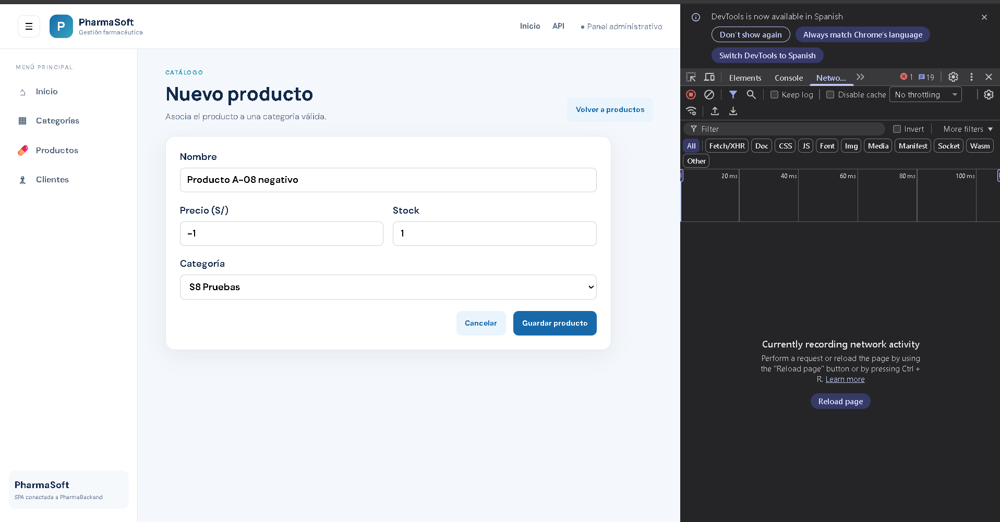 ☰
P
PharmaSoft
Gestión farmacéutica
Inicio
API
● Panel administrativo
MENÚ PRINCIPAL
Inicio
Categorías
Productos
Clientes
PharmaSoft
SPA conectada a PharmaBackend
CATÁLOGO
Nuevo producto
Asocia el producto a una categoría válida.
Volver a productos
Nombre
Producto A-08 negativo
Precio (S/)
Stock
-1
1
Categoría
S8 Pruebas
Cancelar
Guardar producto
DevTools is now available in Spanish
Don't show again
Always match Chrome's language
Switch DevTools to Spanish
Elements
Console
Netwo...
1
19
Keep log
Disable cache
No throttling
Filter
Invert
More filters
All
Fetch/XHR
Doc
CSS
JS
Font
Img
Media
Manifest
Socket
Wasm
Other
20 ms
40 ms
60 ms
80 ms
100 ms
Currently recording network activity
Perform a request or reload the page by using
the "Reload page" button or by pressing Ctrl +
R. Learn more
Reload page